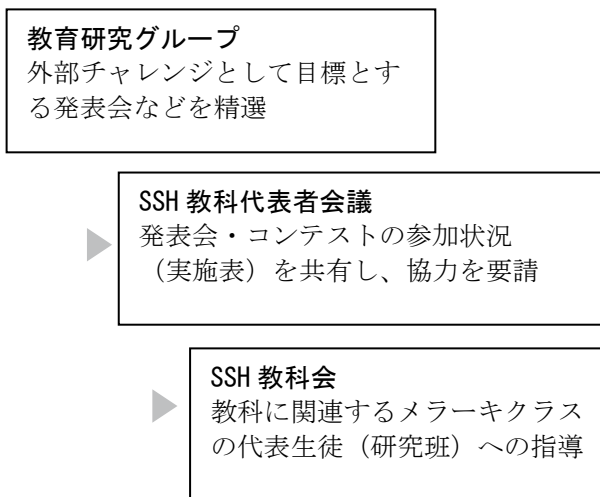 教育研究グループ
外部チャレンジとして目標とす
る発表会などを精選
SSH 教科代表者会議
発表会・コンテストの参加状況
（実施表）を共有し、協力を要請
SSH 教科会
教科に関連するメラーキクラス
の代表生徒（研究班）への指導